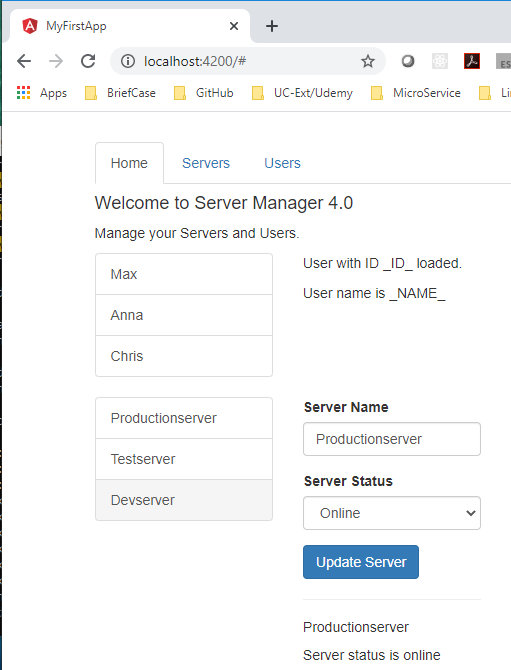 MyFirstApp
localhost:4200/#
Apps BriefCase GitHub UC-Ext/Udemy MicroService
Home Servers Users
Welcome to Server Manager 4.0
Manage your Servers and Users.
Max
Anna
Chris
User with ID _ID_ loaded.
User name is _NAME_
Productionserver
Testserver
Devserver
Server Name
Productionserver
Server Status
Online
Update Server
Productionserver
Server status is online